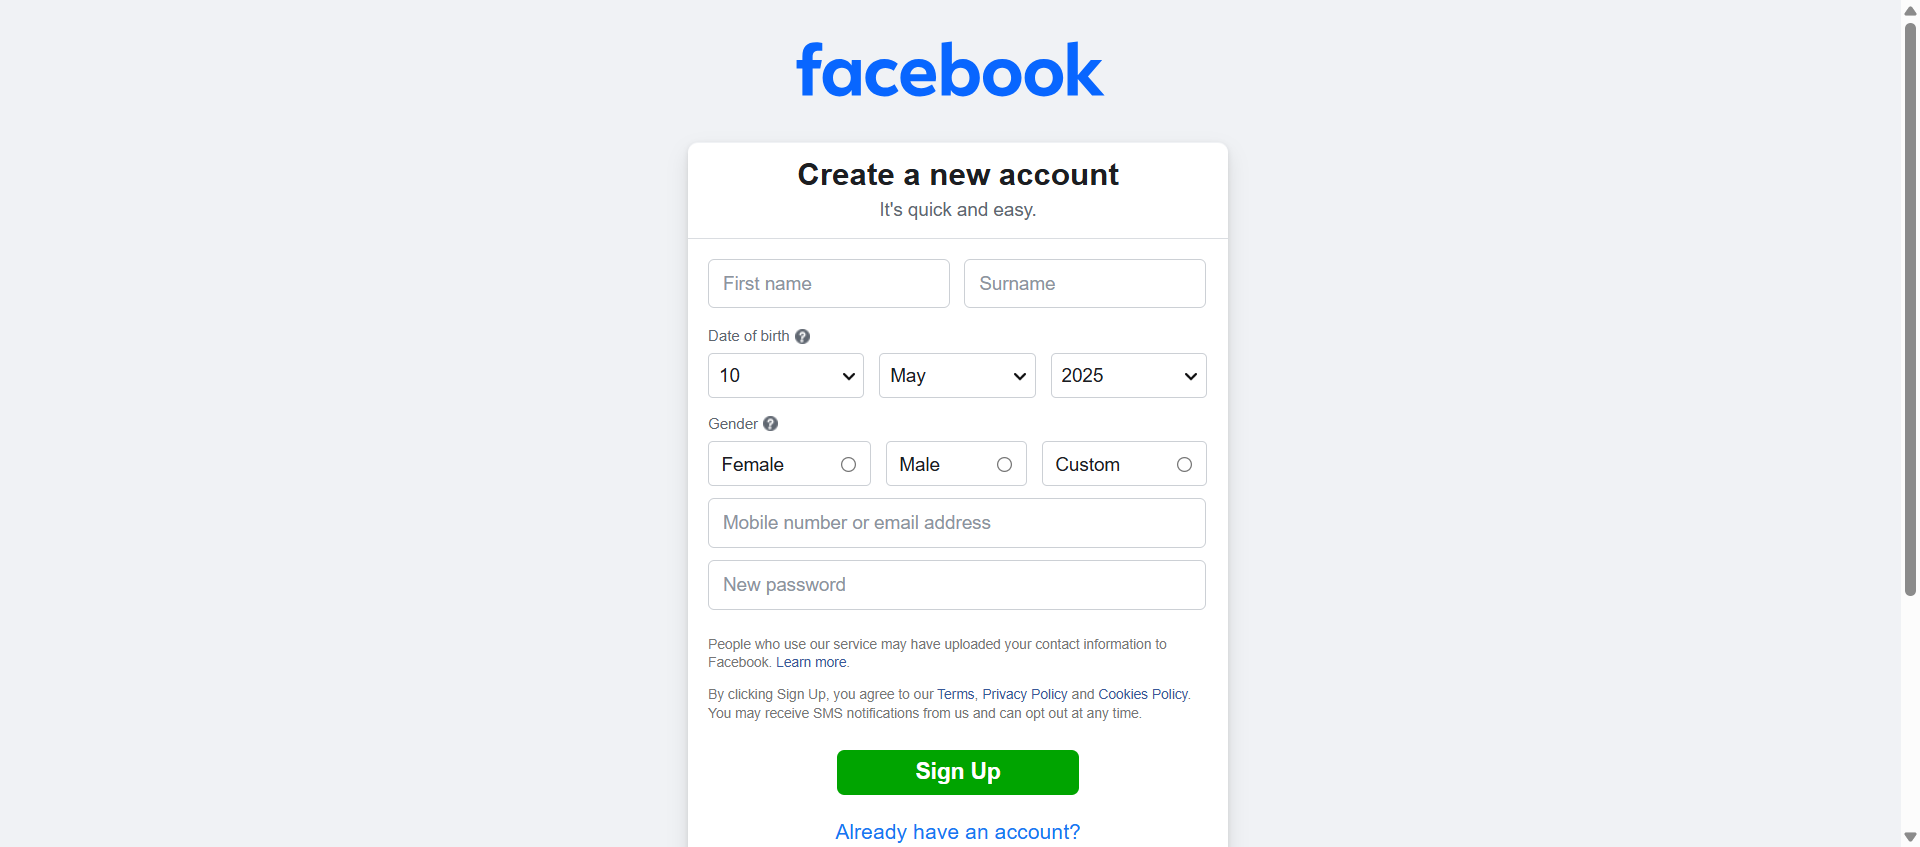 facebook
Create a new account
It's quick and easy.
First name Surname
Date of birth ?
10 May 2025
Gender ?
Female Male Custom
Mobile number or email address
New password
People who use our service may have uploaded your contact information to
Facebook. Learn more.
By clicking Sign Up, you agree to our Terms, Privacy Policy and Cookies Policy.
You may receive SMS notifications from us and can opt out at any time.
Sign Up
Already have an account?